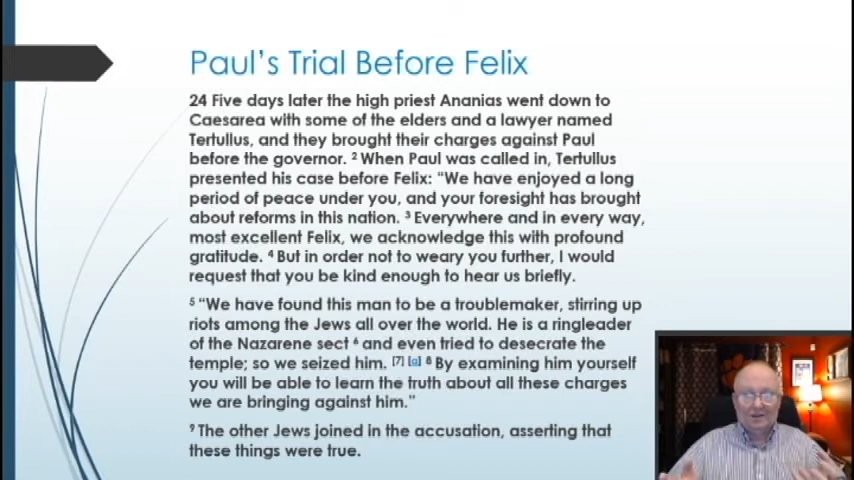 Paul's Trial Before Felix
24 Five days later the high priest Ananias went down to
Caesarea with some of the elders and a lawyer named
Tertullus, and they brought their charges against Paul
before the governor. ² When Paul was called in, Tertullus
presented his case before Felix: “We have enjoyed a long
period of peace under you, and your foresight has brought
about reforms in this nation. ³ Everywhere and in every way,
most excellent Felix, we acknowledge this with profound
gratitude. ⁴ But in order not to weary you further, I would
request that you be kind enough to hear us briefly.
⁵ “We have found this man to be a troublemaker, stirring up
riots among the Jews all over the world. He is a ringleader
of the Nazarene sect ⁶ and even tried to desecrate the
temple; so we seized him. [7] [a] ⁸ By examining him yourself
you will be able to learn the truth about all these charges
we are bringing against him.”
⁹ The other Jews joined in the accusation, asserting that
these things were true.